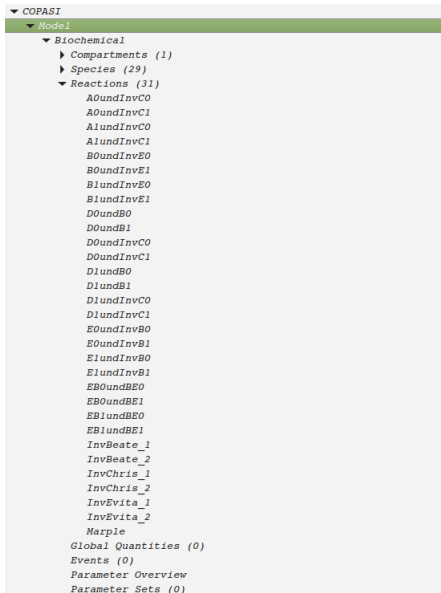 COPASI
Model
Biochemical
Compartments (1)
Species (29)
Reactions (31)
A0undInvC0
A0undInvC1
A1undInvC0
A1undInvC1
B0undInvE0
B0undInvE1
B1undInvE0
B1undInvE1
D0undB0
D0undB1
D0undInvC0
D0undInvC1
D1undB0
D1undB1
D1undInvC0
D1undInvC1
E0undInvB0
E0undInvB1
E1undInvB0
E1undInvB1
EB0undBE0
EB0undBE1
EB1undBE0
EB1undBE1
InvBeate_1
InvBeate_2
InvChris_1
InvChris_2
InvEvita_1
InvEvita_2
Marple
Global Quantities (0)
Events (0)
Parameter Overview
Parameter Sets (0)